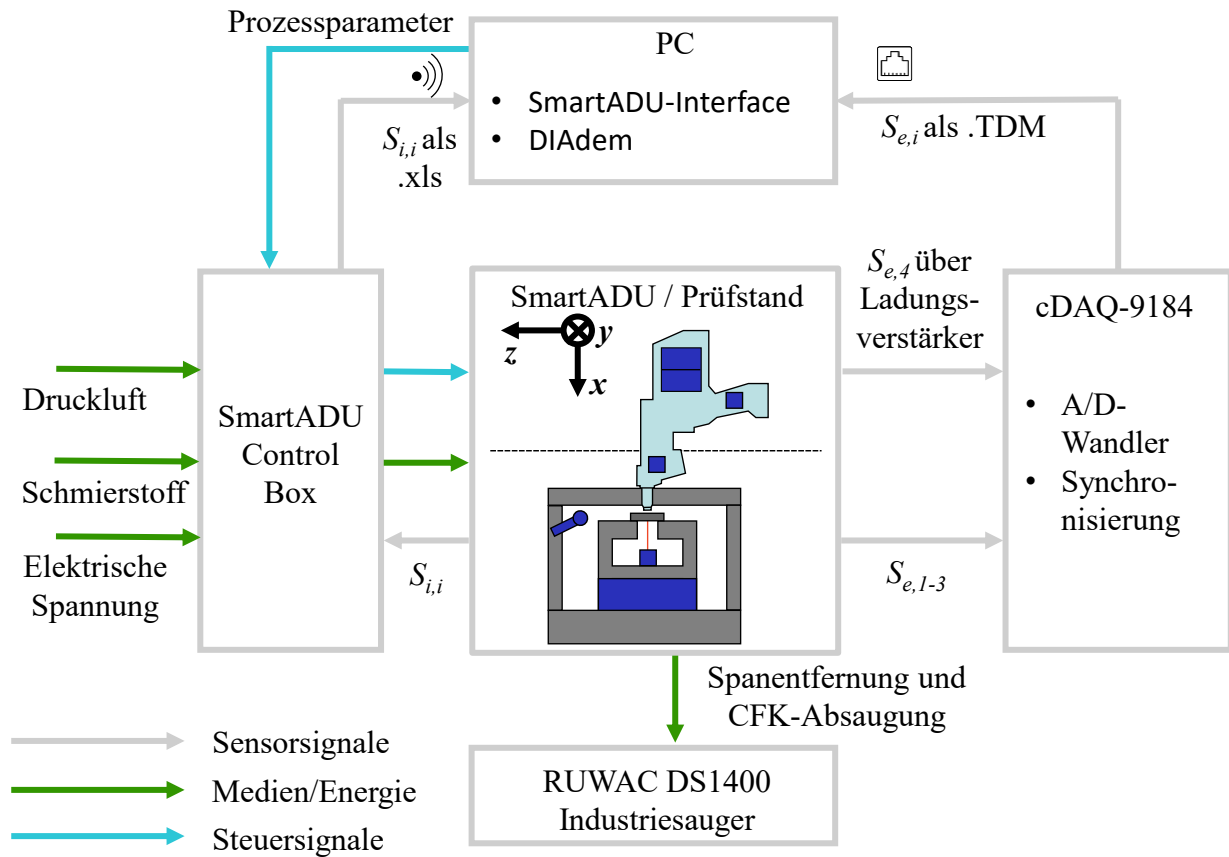 Prozessparameter
PC
• SmartADU-Interface
• DIAdem
S_{i,i} als
.xls
S_{e,i} als .TDM
S_{e,4} über
Ladungs-
verstärker
SmartADU / Prüfstand
z
y
x
cDAQ-9184
• A/D-
Wandler
• Synchro-
nisierung
Druckluft
Schmierstoff
Elektrische
Spannung
SmartADU
Control
Box
S_{i,i}
S_{e,1-3}
Spanentfernung und
CFK-Absaugung
RUWAC DS1400
Industriesauger
Sensorsignale
Medien/Energie
Steuersignale